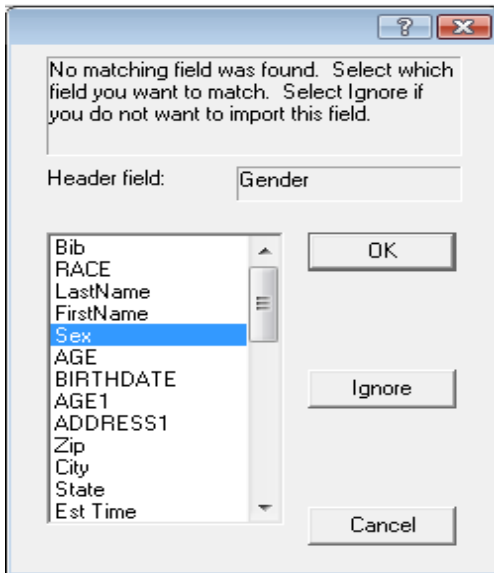 No matching field was found.  Select which
field you want to match.  Select Ignore if
you do not want to import this field.
Header field:
Gender
Bib
RACE
LastName
FirstName
Sex
AGE
BIRTHDATE
AGE1
ADDRESS1
Zip
City
State
Est Time
OK
Ignore
Cancel